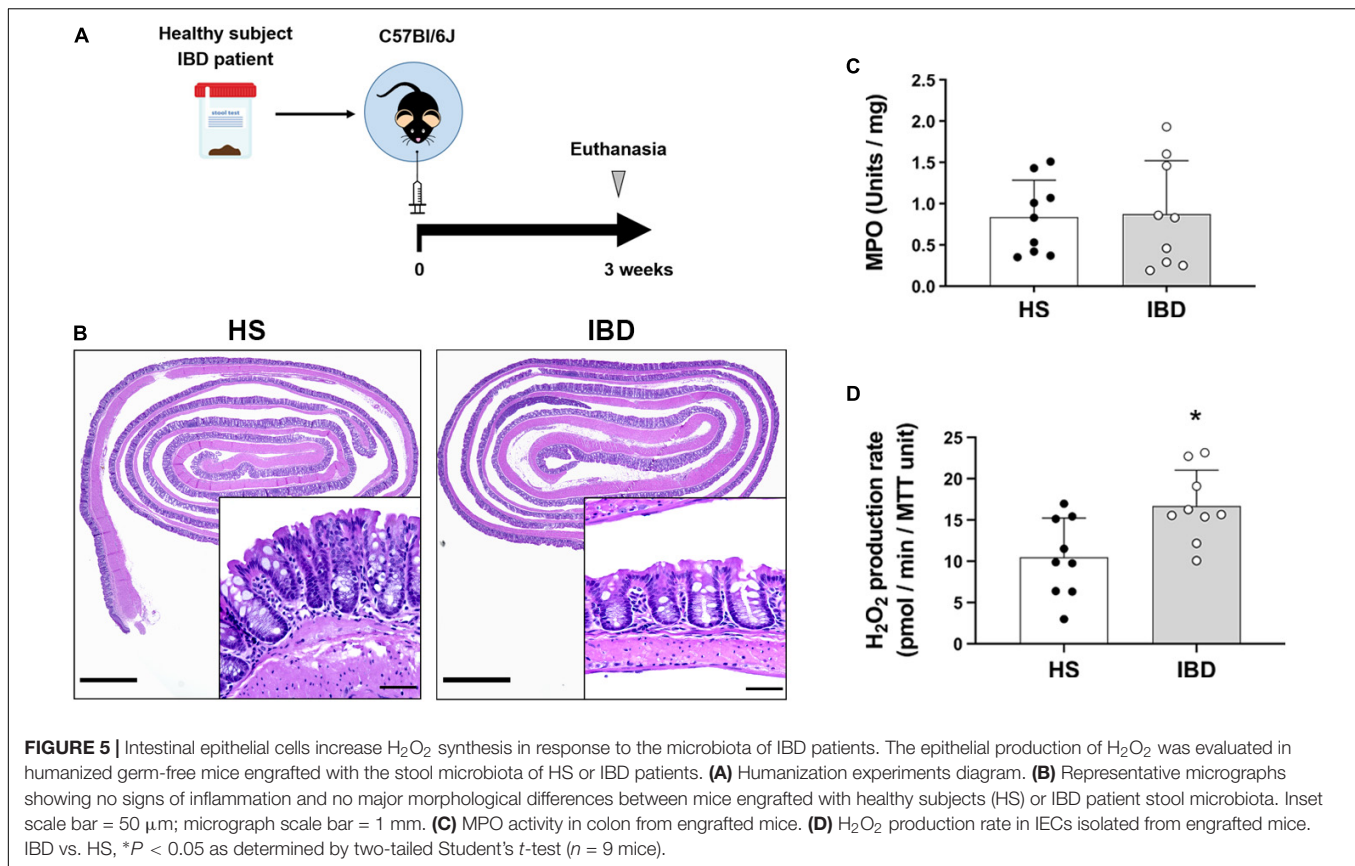 A
Healthy subject
IBD patient
stool test
C57Bl/6J
Euthanasia
0
3 weeks
B
HS
IBD
C
MPO (Units / mg)
2.5
2.0
1.5
1.0
0.5
0.0
HS
IBD
D
*
H₂O₂ production rate
(pmol / min / MTT unit)
25
20
15
10
5
0
HS
IBD
FIGURE 5 | Intestinal epithelial cells increase H₂O₂ synthesis in response to the microbiota of IBD patients. The epithelial production of H₂O₂ was evaluated in
humanized germ-free mice engrafted with the stool microbiota of HS or IBD patients. (A) Humanization experiments diagram. (B) Representative micrographs
showing no signs of inflammation and no major morphological differences between mice engrafted with healthy subjects (HS) or IBD patient stool microbiota. Inset
scale bar = 50 μm; micrograph scale bar = 1 mm. (C) MPO activity in colon from engrafted mice. (D) H₂O₂ production rate in IECs isolated from engrafted mice.
IBD vs. HS, *P < 0.05 as determined by two-tailed Student's t-test (n = 9 mice).